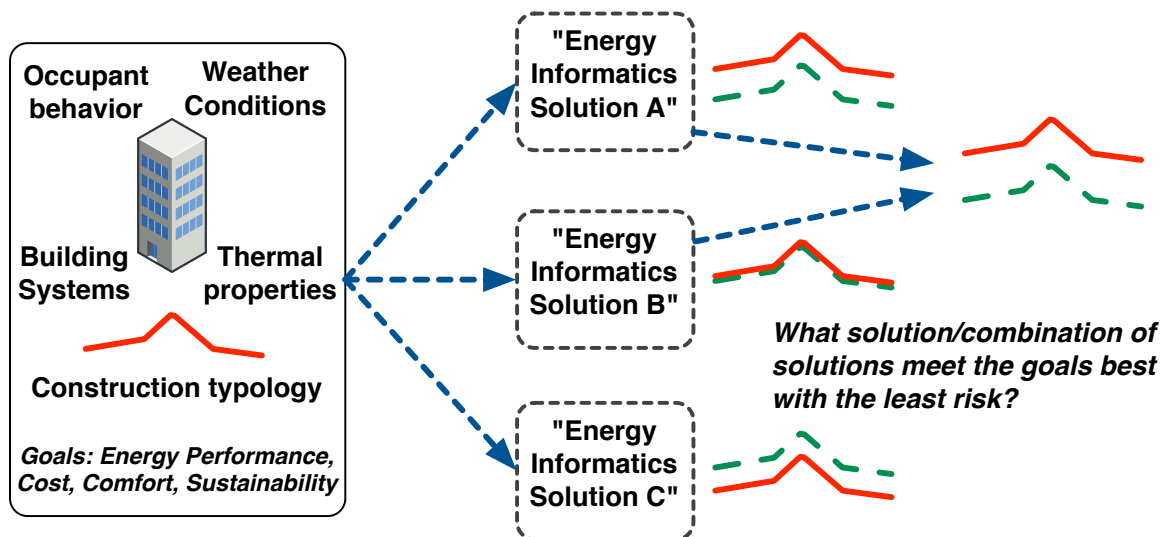 Occupant
behavior
Weather
Conditions
Building
Systems
Thermal
properties
Construction typology
Goals: Energy Performance,
Cost, Comfort, Sustainability
"Energy
Informatics
Solution A"
"Energy
Informatics
Solution B"
"Energy
Informatics
Solution C"
What solution/combination of
solutions meet the goals best
with the least risk?